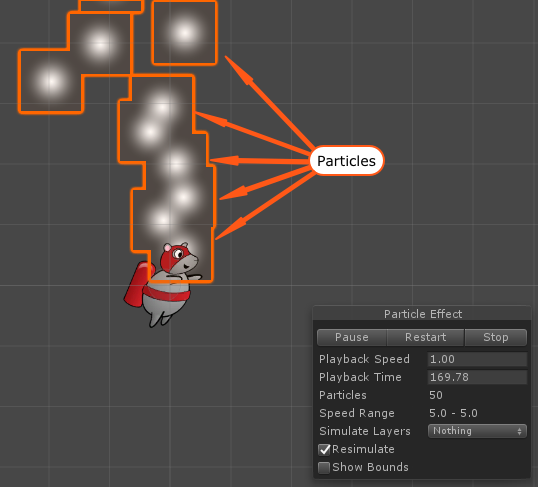 Particles
Particle Effect
Pause Restart Stop
Playback Speed 1.00
Playback Time 169.78
Particles 50
Speed Range 5.0 - 5.0
Simulate Layers Nothing
Resimulate
Show Bounds